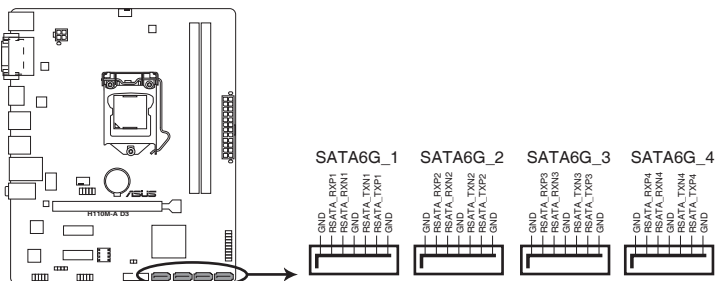 SATA6G_1
GND
RSATA_RXP1
RSATA_RXN1
GND
RSATA_TXN1
RSATA_TXP1
GND
SATA6G_2
GND
RSATA_RXP2
RSATA_RXN2
GND
RSATA_TXN2
RSATA_TXP2
GND
SATA6G_3
GND
RSATA_RXP3
RSATA_RXN3
GND
RSATA_TXN3
RSATA_TXP3
GND
SATA6G_4
GND
RSATA_RXP4
RSATA_RXN4
GND
RSATA_TXN4
RSATA_TXP4
GND
ASUS
H110M-A D3